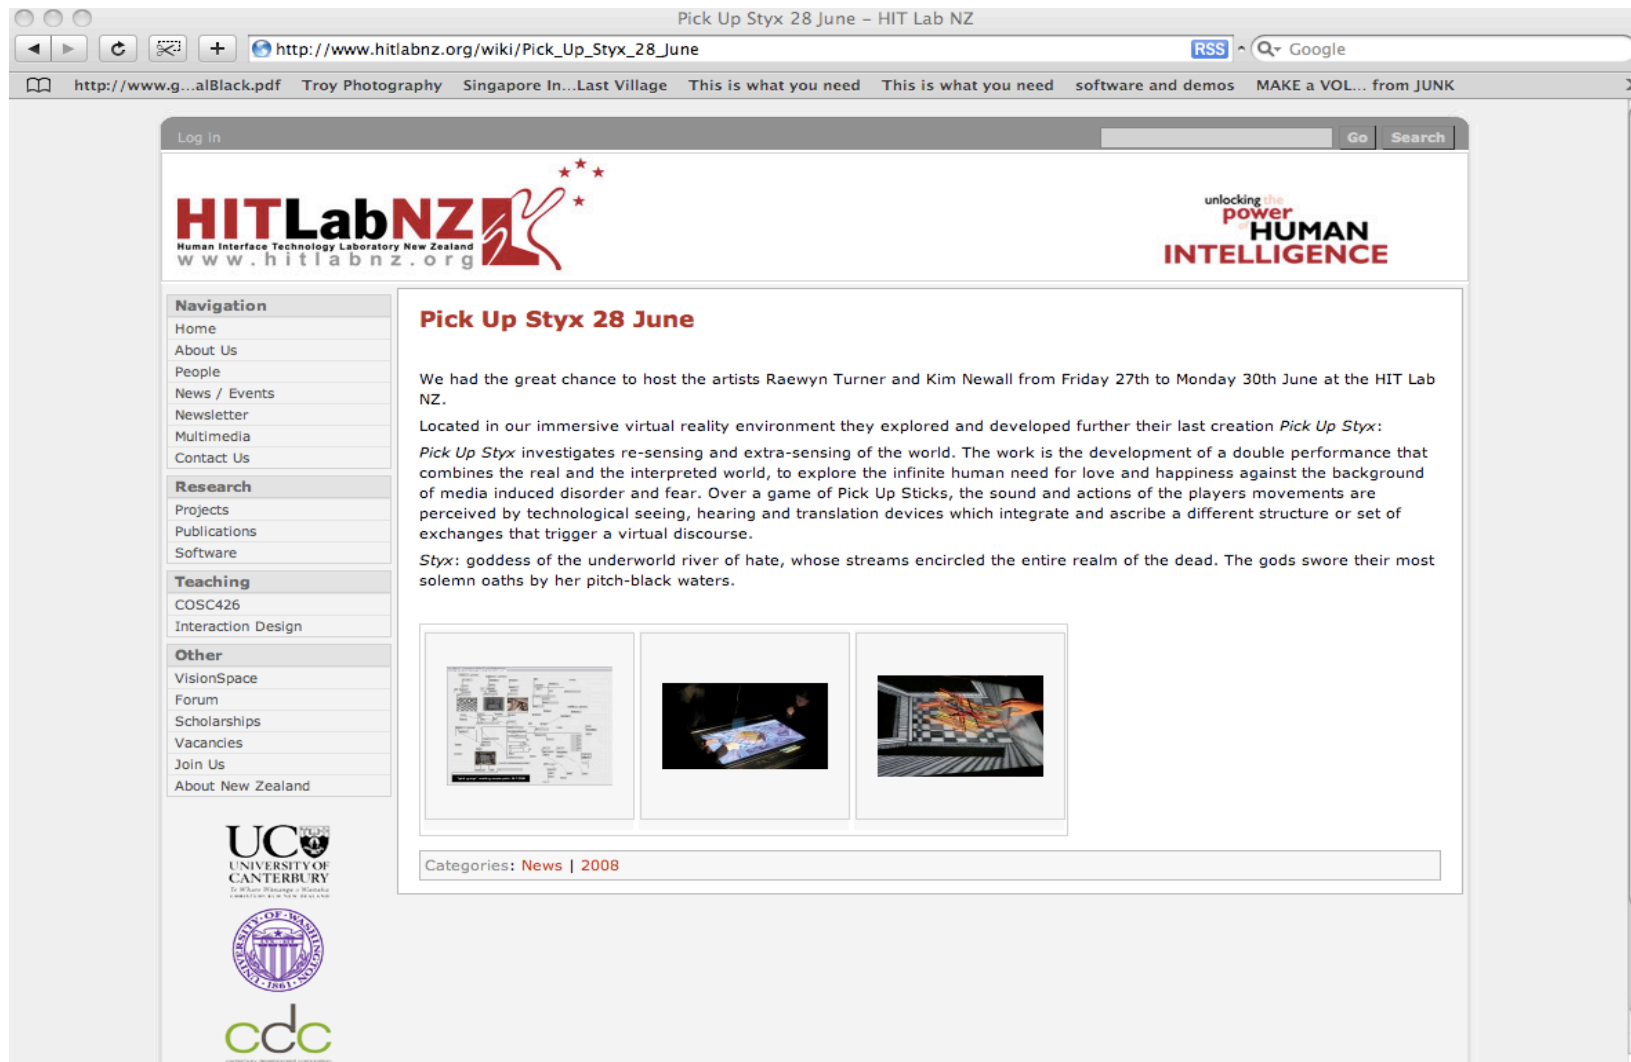 Pick Up Styx 28 June – HIT Lab NZ
http://www.hitlabnz.org/wiki/Pick_Up_Styx_28_June
RSS
Google
http://www.g...alBlack.pdf Troy Photography Singapore In...Last Village This is what you need This is what you need software and demos MAKE a VOL... from JUNK
Log in
Go Search
HITLabNZ
Human Interface Technology Laboratory New Zealand
www.hitlabnz.org
unlocking the
power
of HUMAN
INTELLIGENCE
Navigation
Home
About Us
People
News / Events
Newsletter
Multimedia
Contact Us
Research
Projects
Publications
Software
Teaching
COSC426
Interaction Design
Other
VisionSpace
Forum
Scholarships
Vacancies
Join Us
About New Zealand
UC
UNIVERSITY OF
CANTERBURY
Te Whare Wānanga o Waitaha
CHRISTCHURCH NEW ZEALAND
UNIVERSITY OF WASHINGTON
1861
cdc
Pick Up Styx 28 June
We had the great chance to host the artists Raewyn Turner and Kim Newall from Friday 27th to Monday 30th June at the HIT Lab
NZ.
Located in our immersive virtual reality environment they explored and developed further their last creation Pick Up Styx:
Pick Up Styx investigates re-sensing and extra-sensing of the world. The work is the development of a double performance that
combines the real and the interpreted world, to explore the infinite human need for love and happiness against the background
of media induced disorder and fear. Over a game of Pick Up Sticks, the sound and actions of the players movements are
perceived by technological seeing, hearing and translation devices which integrate and ascribe a different structure or set of
exchanges that trigger a virtual discourse.
Styx: goddess of the underworld river of hate, whose streams encircled the entire realm of the dead. The gods swore their most
solemn oaths by her pitch-black waters.
Categories: News | 2008